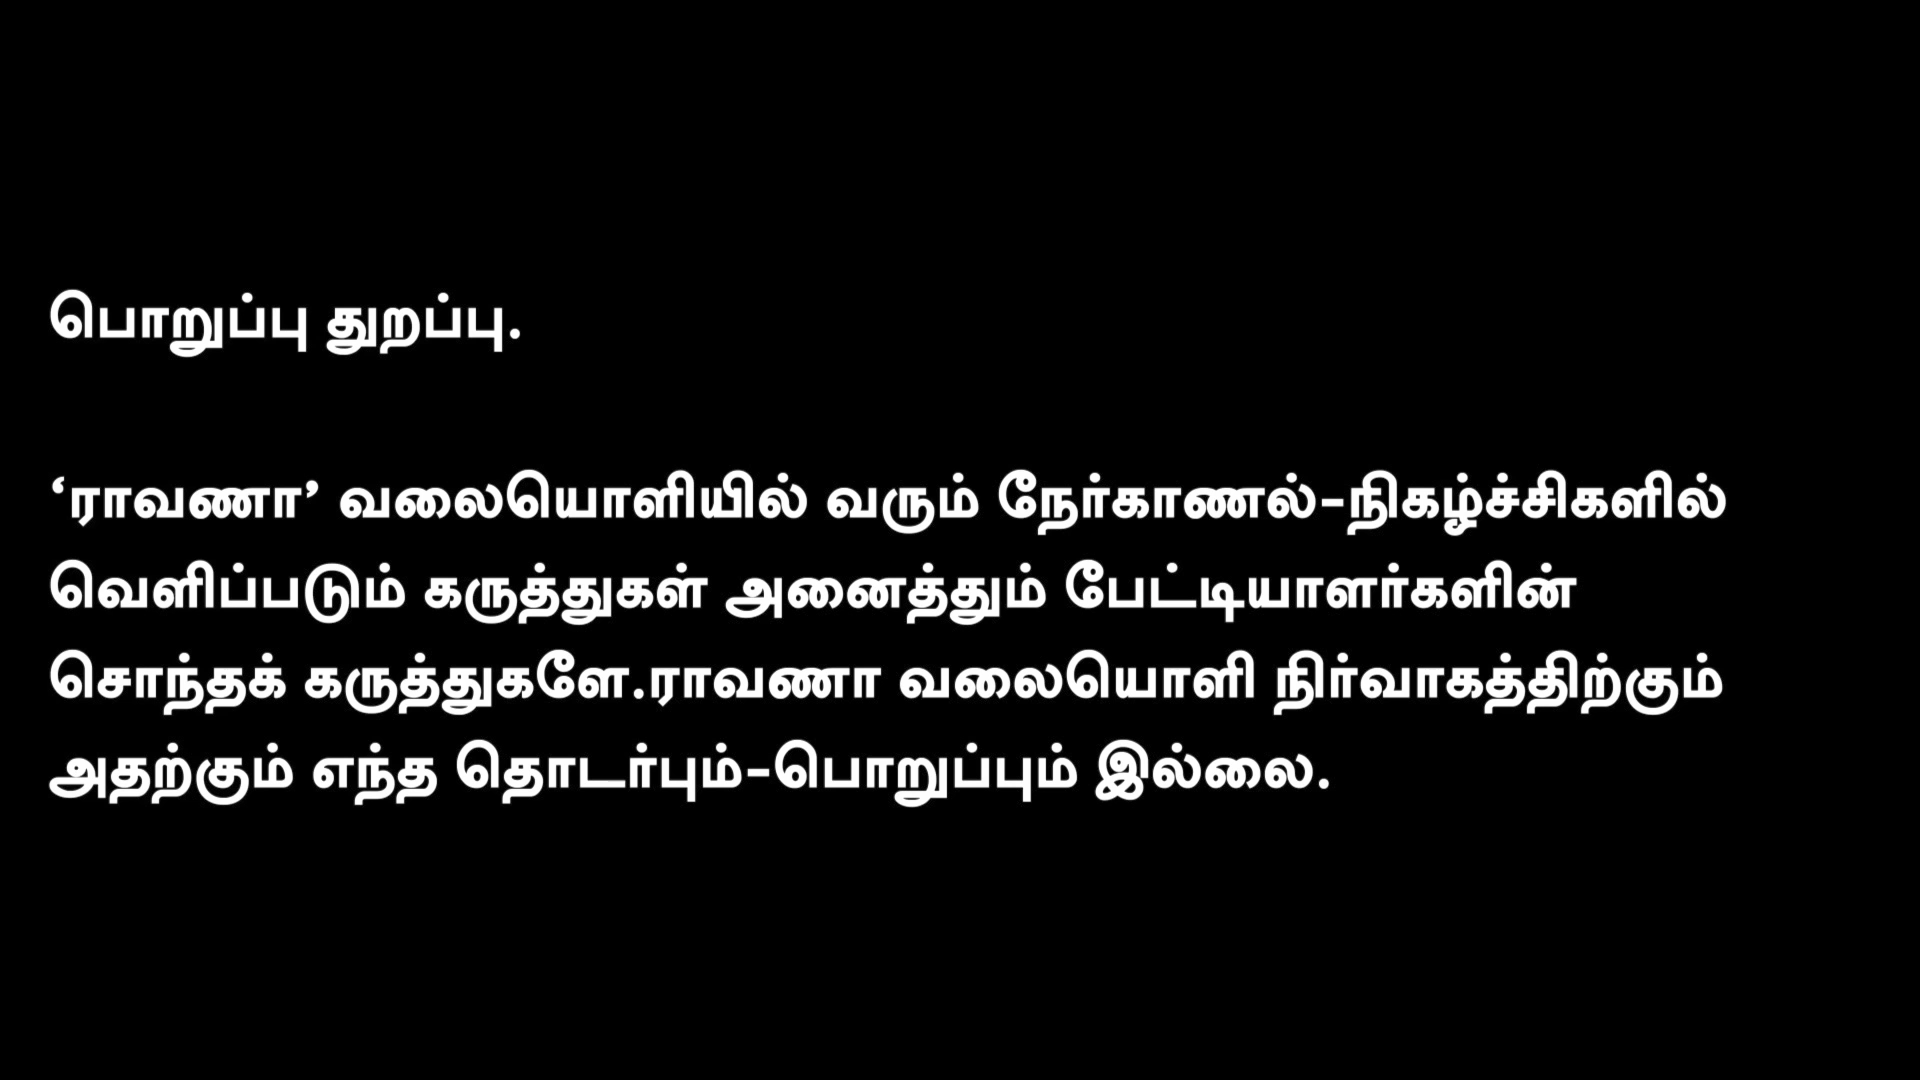 பொறுப்பு துறப்பு.
‘ராவணா’ வலையொளியில் வரும் நேர்காணல்-நிகழ்ச்சிகளில்
வெளிப்படும் கருத்துகள் அனைத்தும் பேட்டியாளர்களின்
சொந்தக் கருத்துகளே.ராவணா வலையொளி நிர்வாகத்திற்கும்
அதற்கும் எந்த தொடர்பும்-பொறுப்பும் இல்லை.